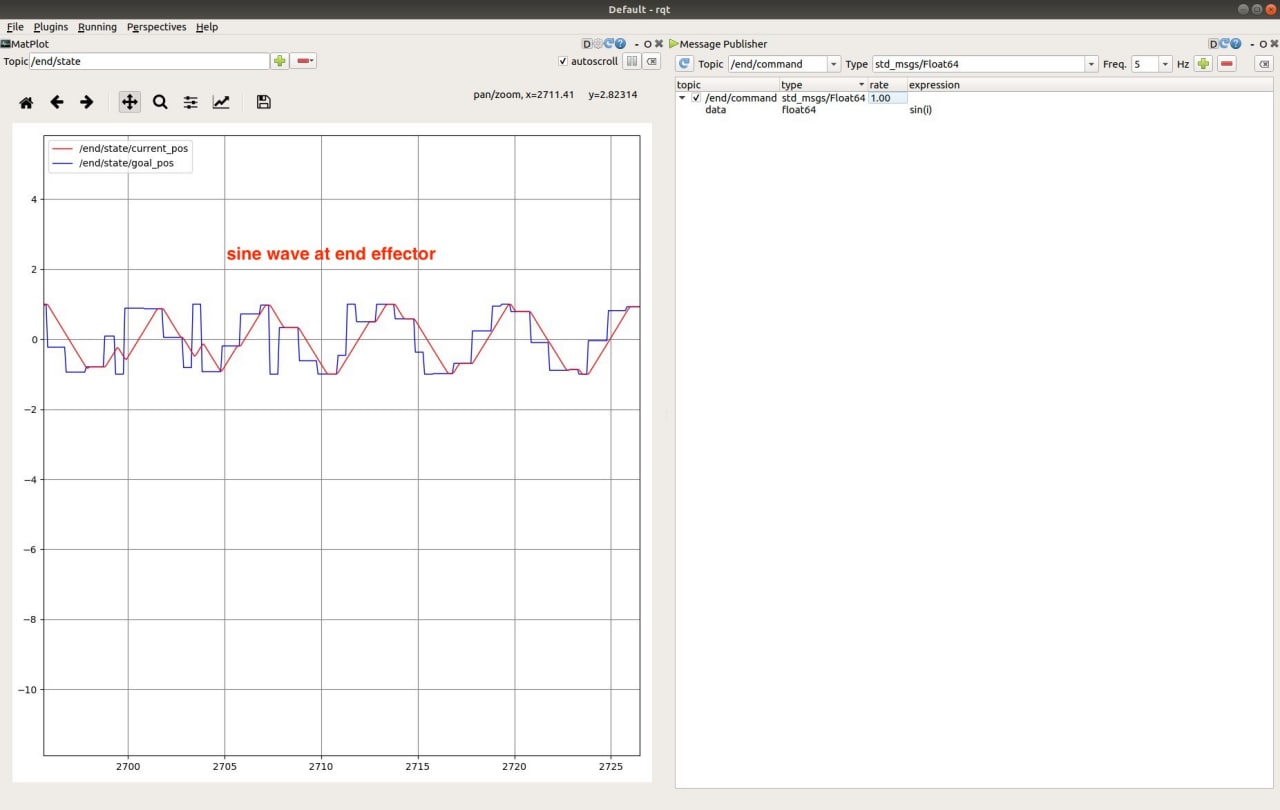 Default - rqt
File Plugins Running Perspectives Help
MatPlot
D - O
Topic /end/state
autoscroll
pan/zoom, x=2711.41 y=2.82314
/end/state/current_pos
/end/state/goal_pos
sine wave at end effector
4
2
0
−2
−4
−6
−8
−10
2700 2705 2710 2715 2720 2725
Message Publisher
D - O
Topic /end/command Type std_msgs/Float64 Freq. 5 Hz
topic type rate expression
/end/command std_msgs/Float64 1.00
data float64 sin(i)